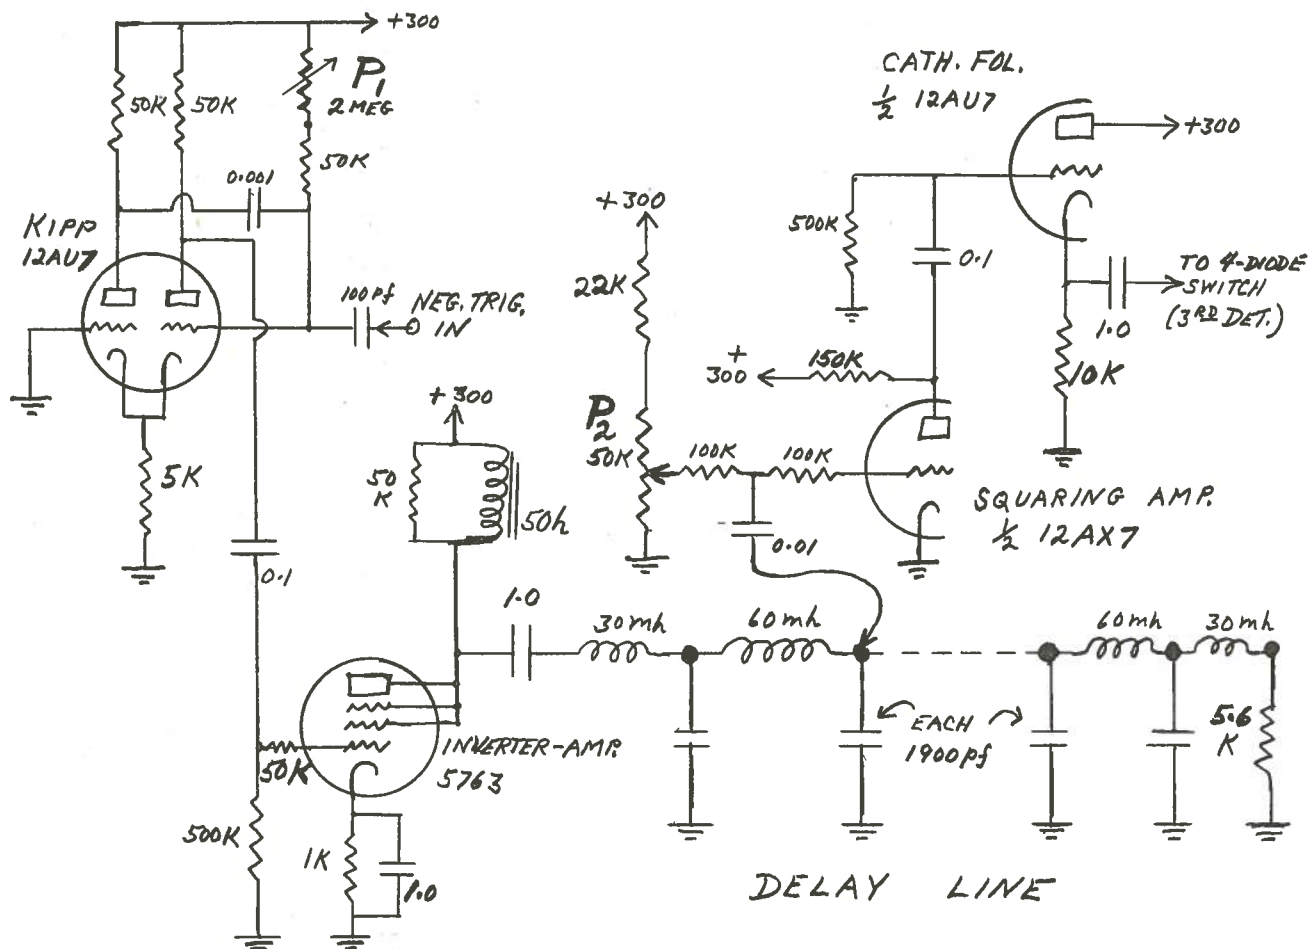 +300
50K
50K
P1
2 MEG
50K
0.001
KIPP
12AU7
100 pf
NEG. TRIG.
IN
5K
0.1
+300
50
K
50h
1.0
30mh
60mh
60mh
30mh
INVERTER-AMP.
5763
50K
500K
1K
1.0
EACH
1900pf
5.6
K
DELAY LINE
+300
22K
P2
50K
100K
100K
0.01
+
300
150K
SQUARING AMP.
½ 12AX7
CATH. FOL.
½ 12AU7
+300
500K
0.1
TO 4-DIODE
SWITCH
(3RD DET.)
1.0
10K